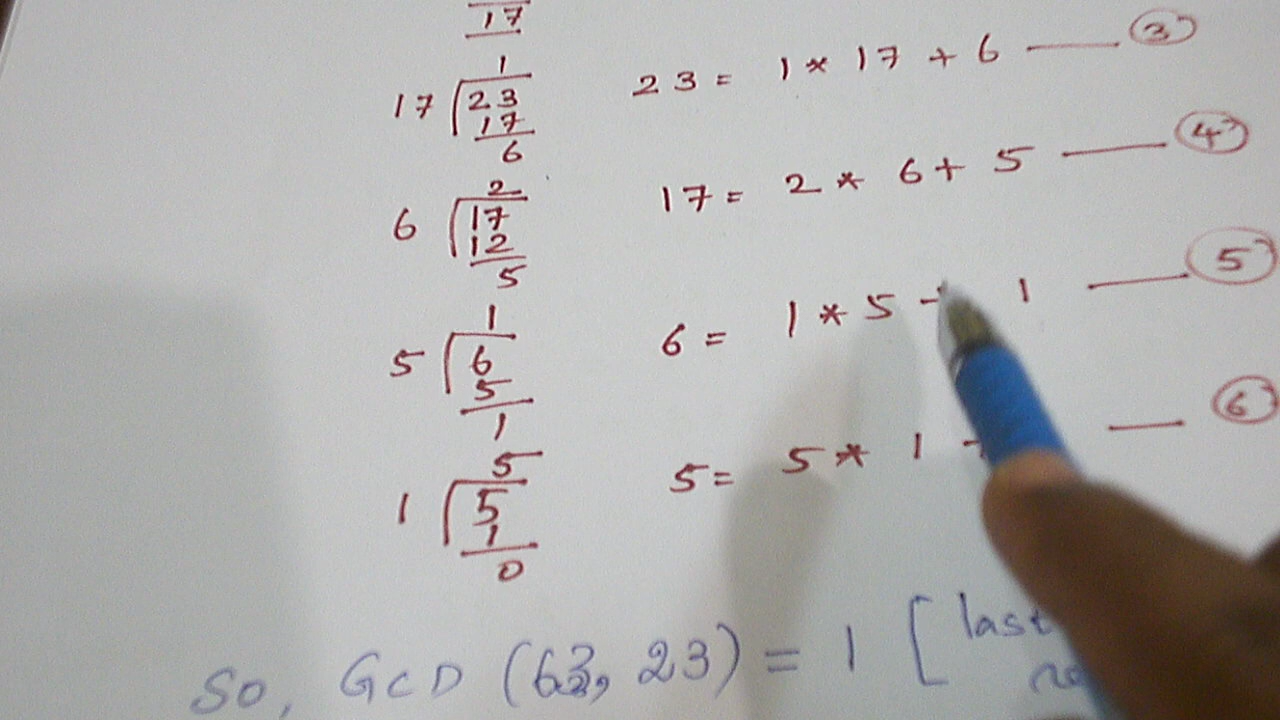 17
1
17 23 23 = 1 * 17 + 6 3
17
6
2
6 17 17 = 2 * 6 + 5 4
12
5
1
5 6 6 = 1 * 5 + 1 5
5
1
5
1 5 5 = 5 * 1 + 6
1
0
So, GCD (63, 23) = 1 [ last